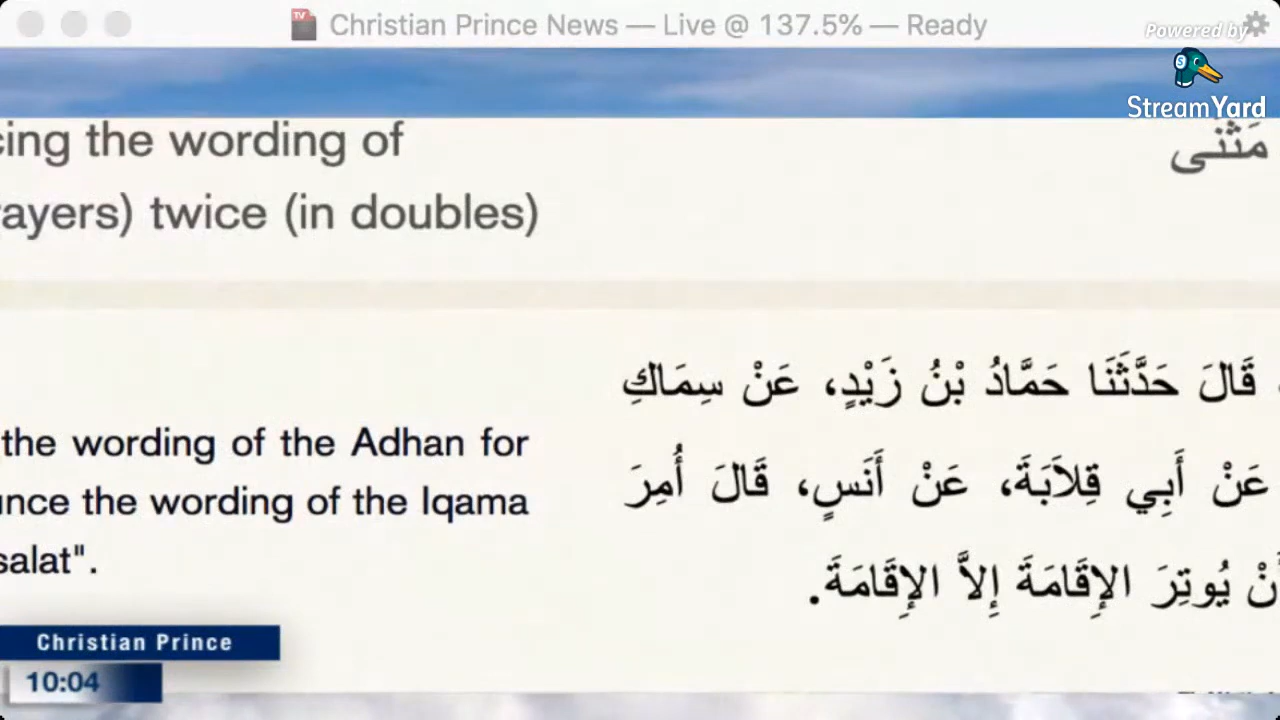 Christian Prince News — Live @ 137.5% — Ready
Powered by
StreamYard
cing the wording of
rayers) twice (in doubles)
مَثْنَى
the wording of the Adhan for
unce the wording of the Iqama
salat".
قَالَ حَدَّثَنَا حَمَّادُ بْنُ زَيْدٍ، عَنْ سِمَاكِ
عَنْ أَبِي قِلاَبَةَ، عَنْ أَنَسٍ، قَالَ أُمِرَ
أَنْ يُوتِرَ الإِقَامَةَ إِلاَّ الإِقَامَةَ.
Christian Prince
10:04